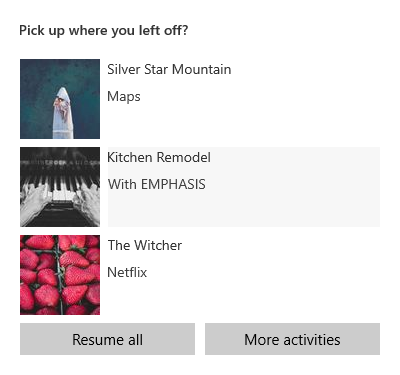 Pick up where you left off?
Silver Star Mountain
Maps
Kitchen Remodel
With EMPHASIS
The Witcher
Netflix
Resume all
More activities